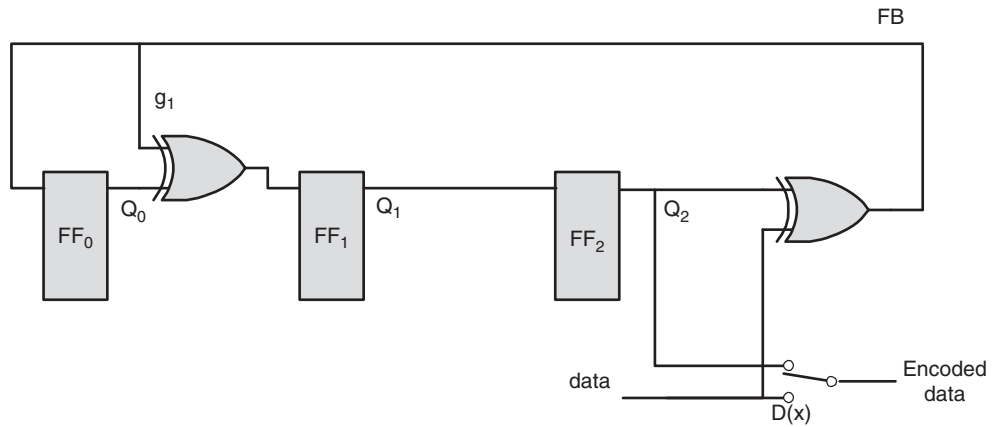 FB
g₁
FF₀
Q₀
FF₁
Q₁
FF₂
Q₂
data
D(x)
Encoded
data